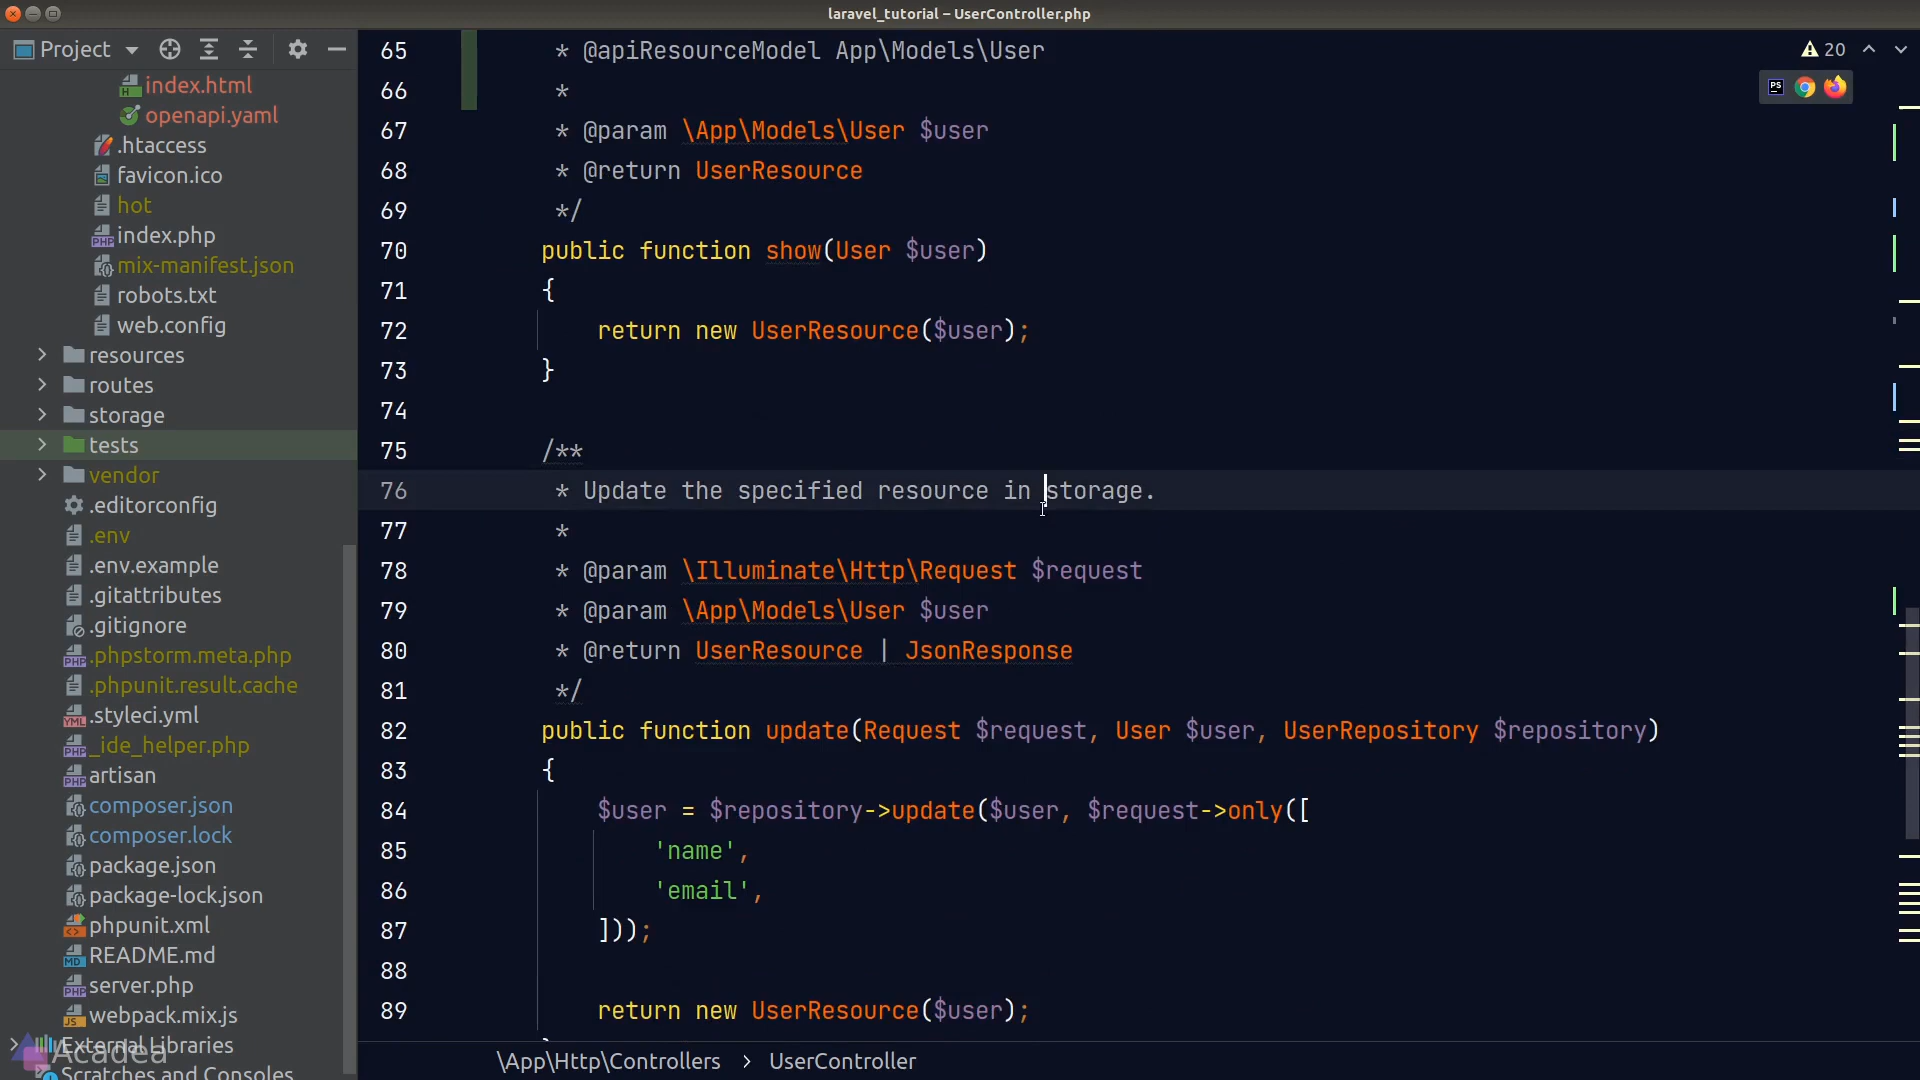 laravel_tutorial – UserController.php
Project
index.html
openapi.yaml
.htaccess
favicon.ico
hot
index.php
mix-manifest.json
robots.txt
web.config
resources
routes
storage
tests
vendor
.editorconfig
.env
.env.example
.gitattributes
.gitignore
.phpstorm.meta.php
.phpunit.result.cache
.styleci.yml
_ide_helper.php
artisan
composer.json
composer.lock
package.json
package-lock.json
phpunit.xml
README.md
server.php
webpack.mix.js
External Libraries
Acadea
Scratches and Consoles
20
65 * @apiResourceModel App\Models\User
66 *
67 * @param \App\Models\User $user
68 * @return UserResource
69 */
70 public function show(User $user)
71 {
72 return new UserResource($user);
73 }
74
75 /**
76 * Update the specified resource in storage.
77 *
78 * @param \Illuminate\Http\Request $request
79 * @param \App\Models\User $user
80 * @return UserResource | JsonResponse
81 */
82 public function update(Request $request, User $user, UserRepository $repository)
83 {
84 $user = $repository->update($user, $request->only([
85 'name',
86 'email',
87 ]));
88
89 return new UserResource($user);
\App\Http\Controllers > UserController